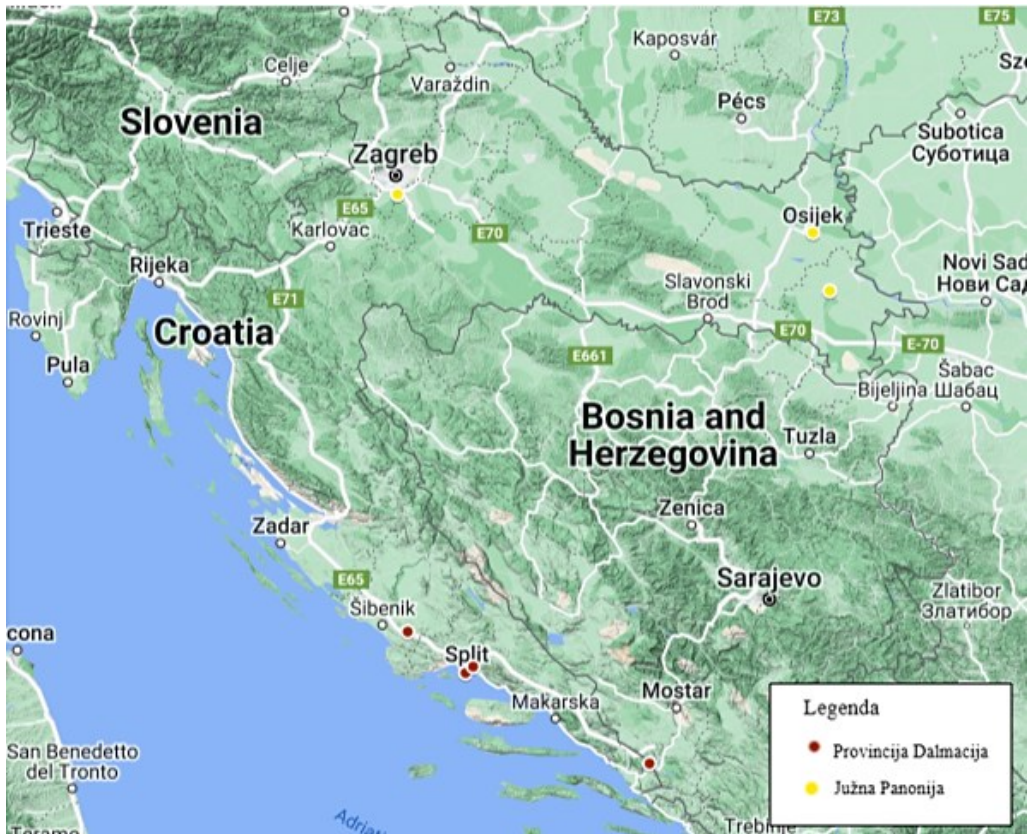 E73
E75
Kaposvár
Celje
Varaždin
Pécs
Slovenia
Subotica
Суботица
Zagreb
Osijek
E65
Trieste
Karlovac
E70
Rijeka
Novi Sad
Нови Сад
Slavonski
Brod
E71
Rovinj
Croatia
E70
E-70
E661
Pula
Šabac
Шабац
Bijeljina
Bosnia and
Herzegovina
Tuzla
Zenica
Zadar
E65
Sarajevo
Zlatibor
Златибор
Šibenik
cona
Split
Mostar
Makarska
Legenda
Provincija Dalmacija
Južna Panonija
San Benedetto
del Tronto
Adriati
Teramo
Trebinje